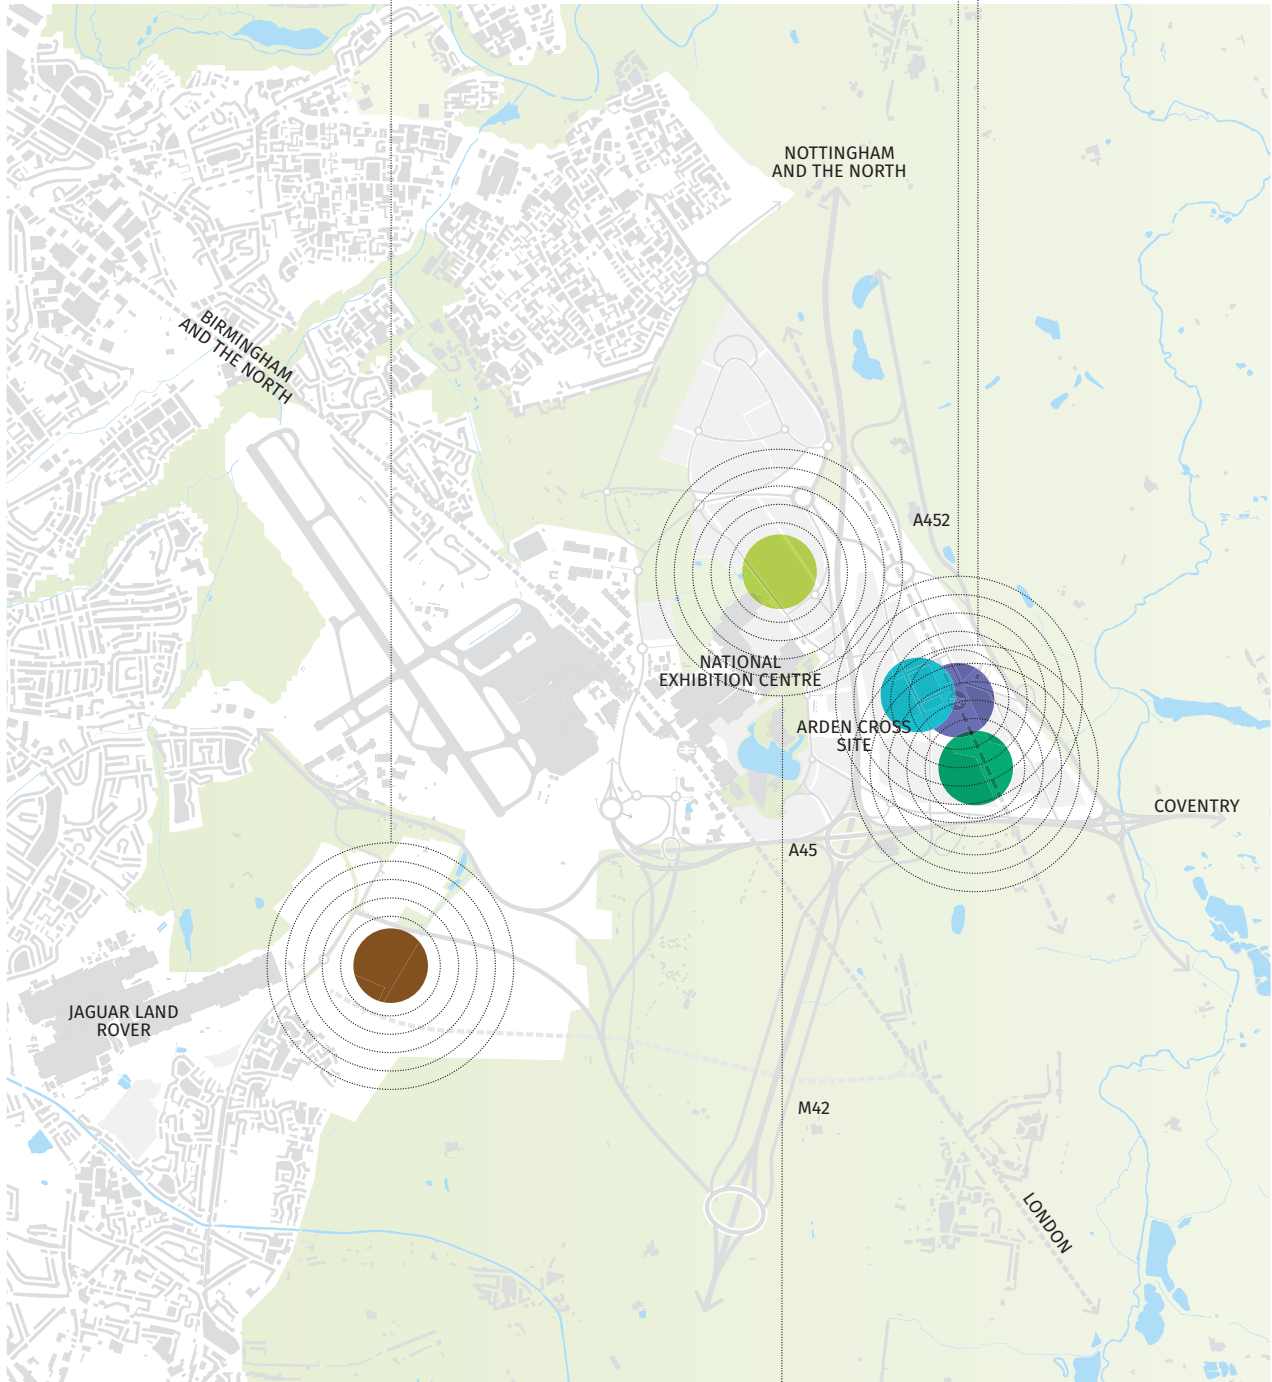 NOTTINGHAM
AND THE NORTH
BIRMINGHAM
AND THE NORTH
A452
NATIONAL
EXHIBITION CENTRE
ARDEN CROSS
SITE
COVENTRY
A45
JAGUAR LAND
ROVER
M42
LONDON